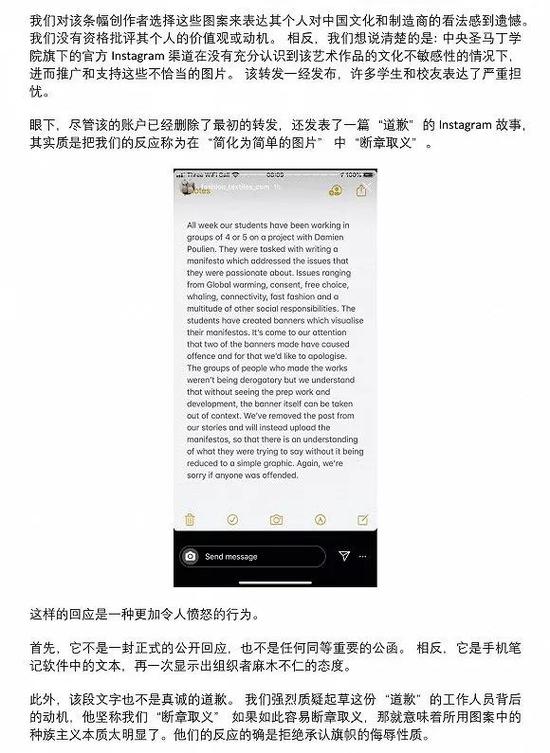 我们对该条幅创作者选择这些图案来表达其个人对中国文化和制造商的看法感到遗憾。
我们没有资格批评其个人的价值观或动机。 相反，我们想说清楚的是: 中央圣马丁学
院旗下的官方 Instagram 渠道在没有充分认识到该艺术作品的文化不敏感性的情况下，
进而推广和支持这些不恰当的图片。 该转发一经发布，许多学生和校友表达了严重担
忧。
眼下，尽管该的账户已经删除了最初的转发，还发表了一篇 “道歉” 的 Instagram 故事，
其实质是把我们的反应称为在 “简化为简单的图片” 中 “断章取义” 。
Three WiFi Call
00:09
100%
fashion_textiles_csm 1h
All week our students have been working in
groups of 4 or 5 on a project with Damien
Poulien. They were tasked with writing a
manifesto which addressed the issues that
they were passionate about. Issues ranging
from Global warming, consent, free choice,
whaling, connectivity, fast fashion and a
multitude of other social responsibilities. The
students have created banners which visualise
their manifestos. It's come to our attention
that two of the banners made have caused
offence and for that we'd like to apologise.
The groups of people who made the works
weren't being derogatory but we understand
that without seeing the prep work and
development, the banner itself can be taken
out of context. We've removed the post from
our stories and will instead upload the
manifestos, so that there is an understanding
of what they were trying to say without it being
reduced to a simple graphic. Again, we're
sorry if anyone was offended.
Send message
这样的回应是一种更加令人愤怒的行为。
首先，它不是一封正式的公开回应，也不是任何同等重要的公函。 相反，它是手机笔
记软件中的文本，再一次显示出组织者麻木不仁的态度。
此外，该段文字也不是真诚的道歉。 我们强烈质疑起草这份 “道歉” 的工作人员背后
的动机，他坚称我们 “断章取义” 如果如此容易断章取义，那就意味着所用图案中的
种族主义本质太明显了。他们的反应的确是拒绝承认旗帜的侮辱性质。